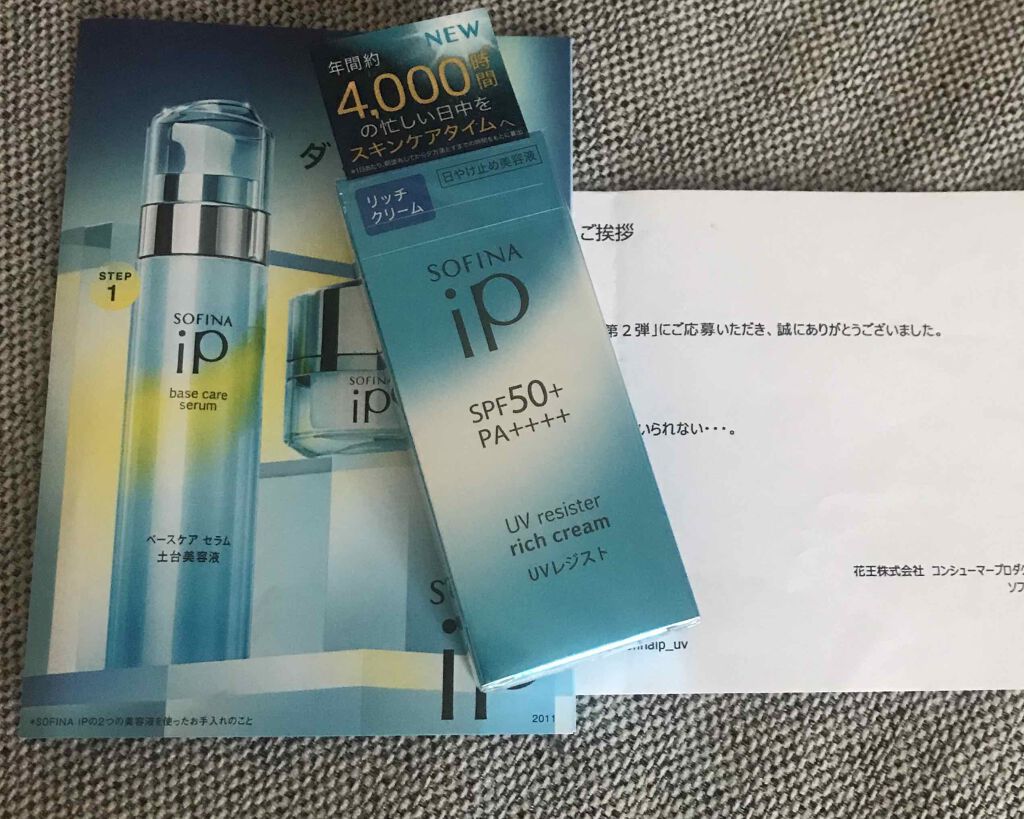 NEW
年間約
4,000時間
の忙しい日中を
スキンケアタイムへ
日やけ止め美容液
リッチ
クリーム
SOFINA
iP
SPF50+
PA++++
UV resister
rich cream
UVレジスト
ダ
STEP
1
SOFINA
iP
base care
serum
ベースケア セラム
土台美容液
SOFINA
iP
S
iP
*SOFINA iPの2つの美容液を使ったお手入れのこと
2011
ご挨拶
第2弾」にご応募いただき、誠にありがとうございました。
いられない・・・。
花王株式会社 コンシューマープロダク
ソフ
naip_uv